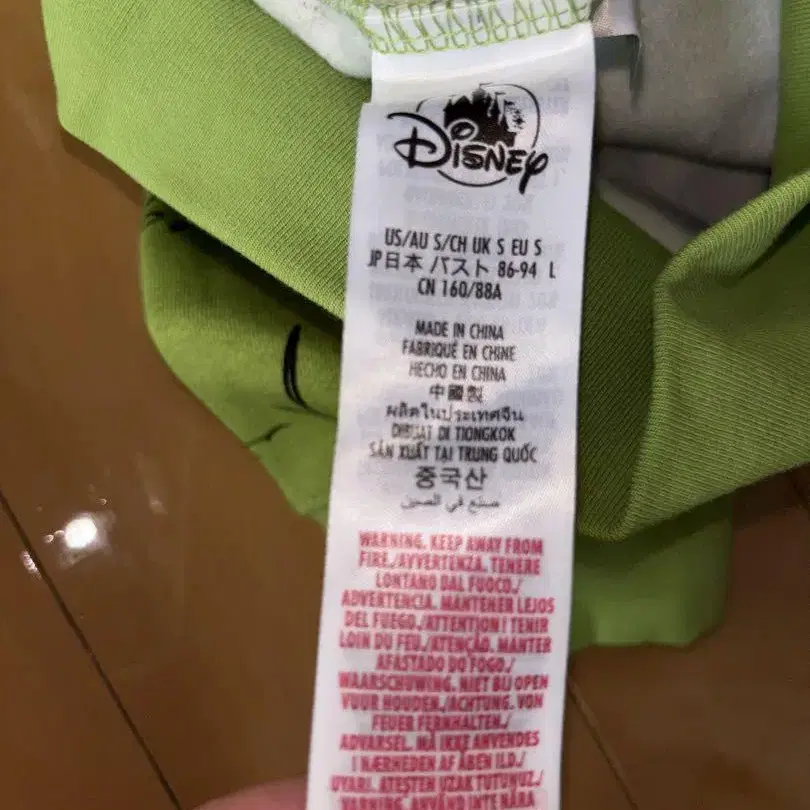 Disney
US/AU S/CH UK S EU S
JP日本 バスト 86-94 L
CN 160/88A
MADE IN CHINA
FABRIQUÉ EN CHINE
HECHO EN CHINA
中國製
ผลิตในประเทศจีน
DIBUAT DI TIONGKOK
SẢN XUẤT TẠI TRUNG QUỐC
중국산
صنع في الصين
WARNING. KEEP AWAY FROM
FIRE./AVVERTENZA. TENERE
LONTANO DAL FUOCO./
ADVERTENCIA. MANTENER LEJOS
DEL FUEGO./ATTENTION! TENIR
LOIN DU FEU./ATENÇÃO. MANTER
AFASTADO DO FOGO./
WAARSCHUWING. NIET BIJ OPEN
VUUR HOUDEN./ACHTUNG. VON
FEUER FERNHALTEN./
ADVARSEL. MÅ IKKE ANVENDES
I NÆRHEDEN AF ÅBEN ILD./
UYARI. ATEŞTEN UZAK TUTUNUZ./
VARNING. ANVÄND INTE NÄRA